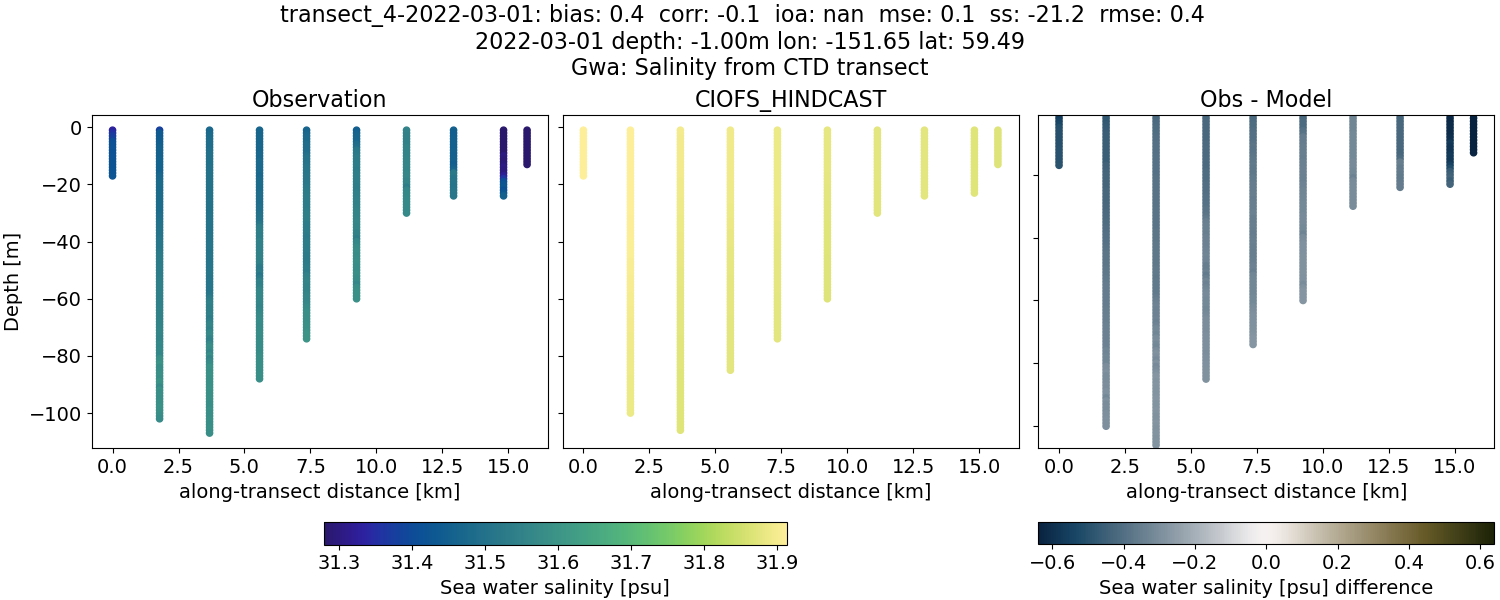 transect_4-2022-03-01: bias: 0.4  corr: -0.1  ioa: nan  mse: 0.1  ss: -21.2  rmse: 0.4
2022-03-01 depth: -1.00m lon: -151.65 lat: 59.49
Gwa: Salinity from CTD transect
Observation
CIOFS_HINDCAST
Obs - Model
Depth [m]
0
−20
−40
−60
−80
−100
0.0 2.5 5.0 7.5 10.0 12.5 15.0
0.0 2.5 5.0 7.5 10.0 12.5 15.0
0.0 2.5 5.0 7.5 10.0 12.5 15.0
along-transect distance [km]
along-transect distance [km]
along-transect distance [km]
31.3 31.4 31.5 31.6 31.7 31.8 31.9
Sea water salinity [psu]
−0.6 −0.4 −0.2 0.0 0.2 0.4 0.6
Sea water salinity [psu] difference